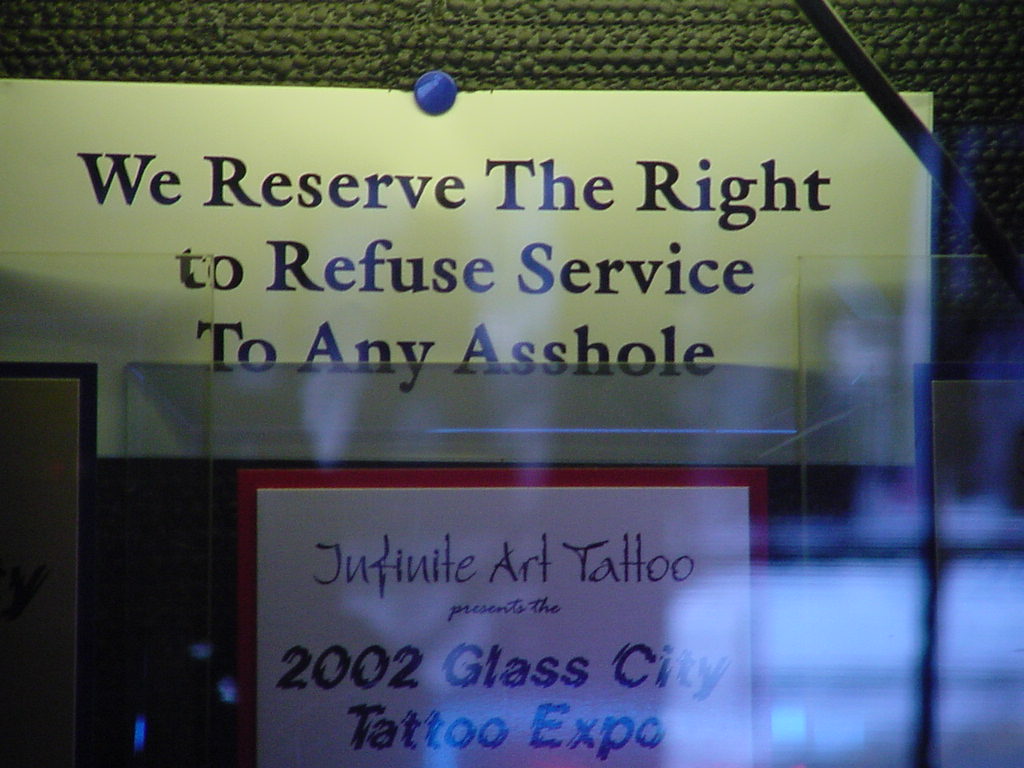 We Reserve The Right
to Refuse Service
To Any Asshole
Infinite Art Tattoo
presents the
2002 Glass City
Tattoo Expo